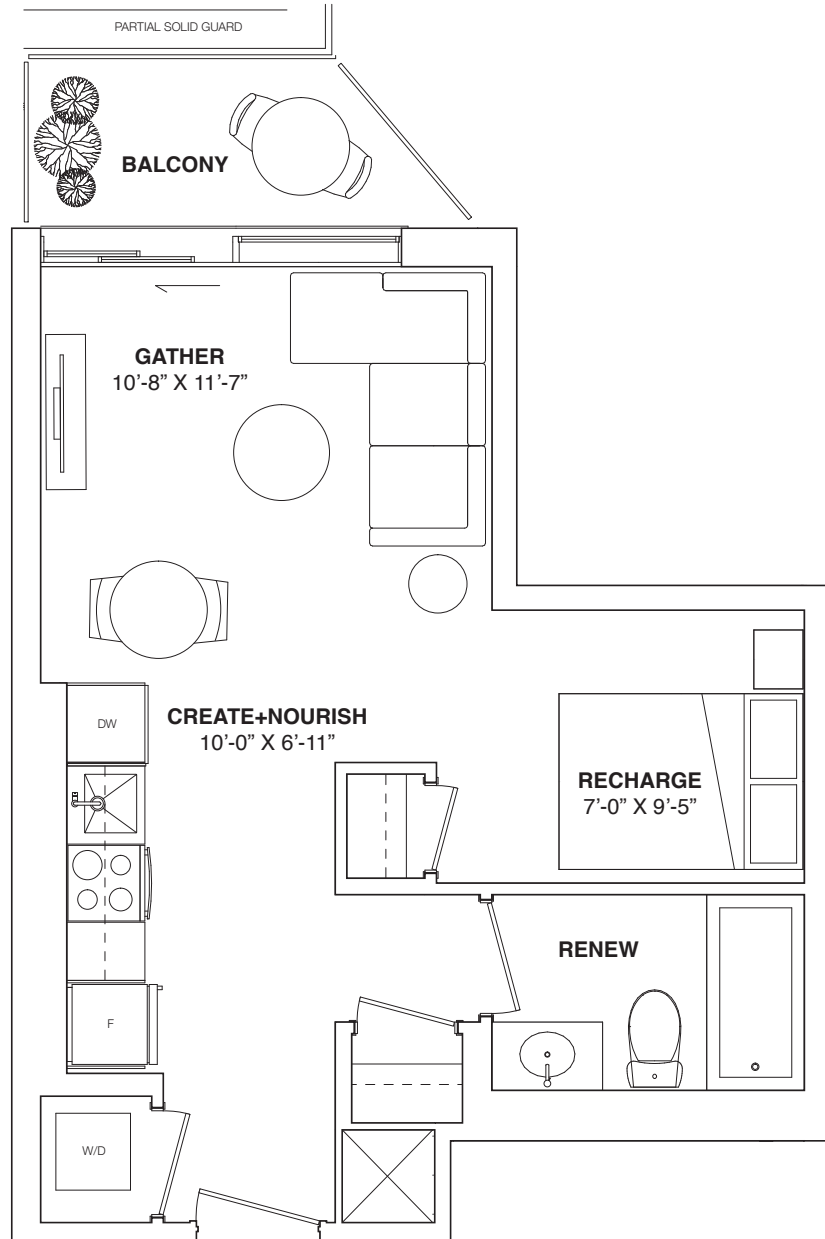 PARTIAL SOLID GUARD
BALCONY
GATHER
10’-8” X 11’-7”
DW
CREATE+NOURISH
10’-0” X 6’-11”
RECHARGE
7’-0” X 9’-5”
RENEW
F
W/D